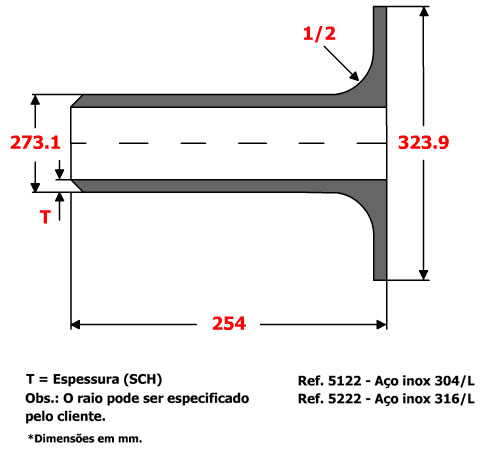 1/2
273.1
323.9
T
254
T = Espessura (SCH)
Obs.: O raio pode ser especificado
pelo cliente.
*Dimensões em mm.
Ref. 5122 - Aço inox 304/L
Ref. 5222 - Aço inox 316/L